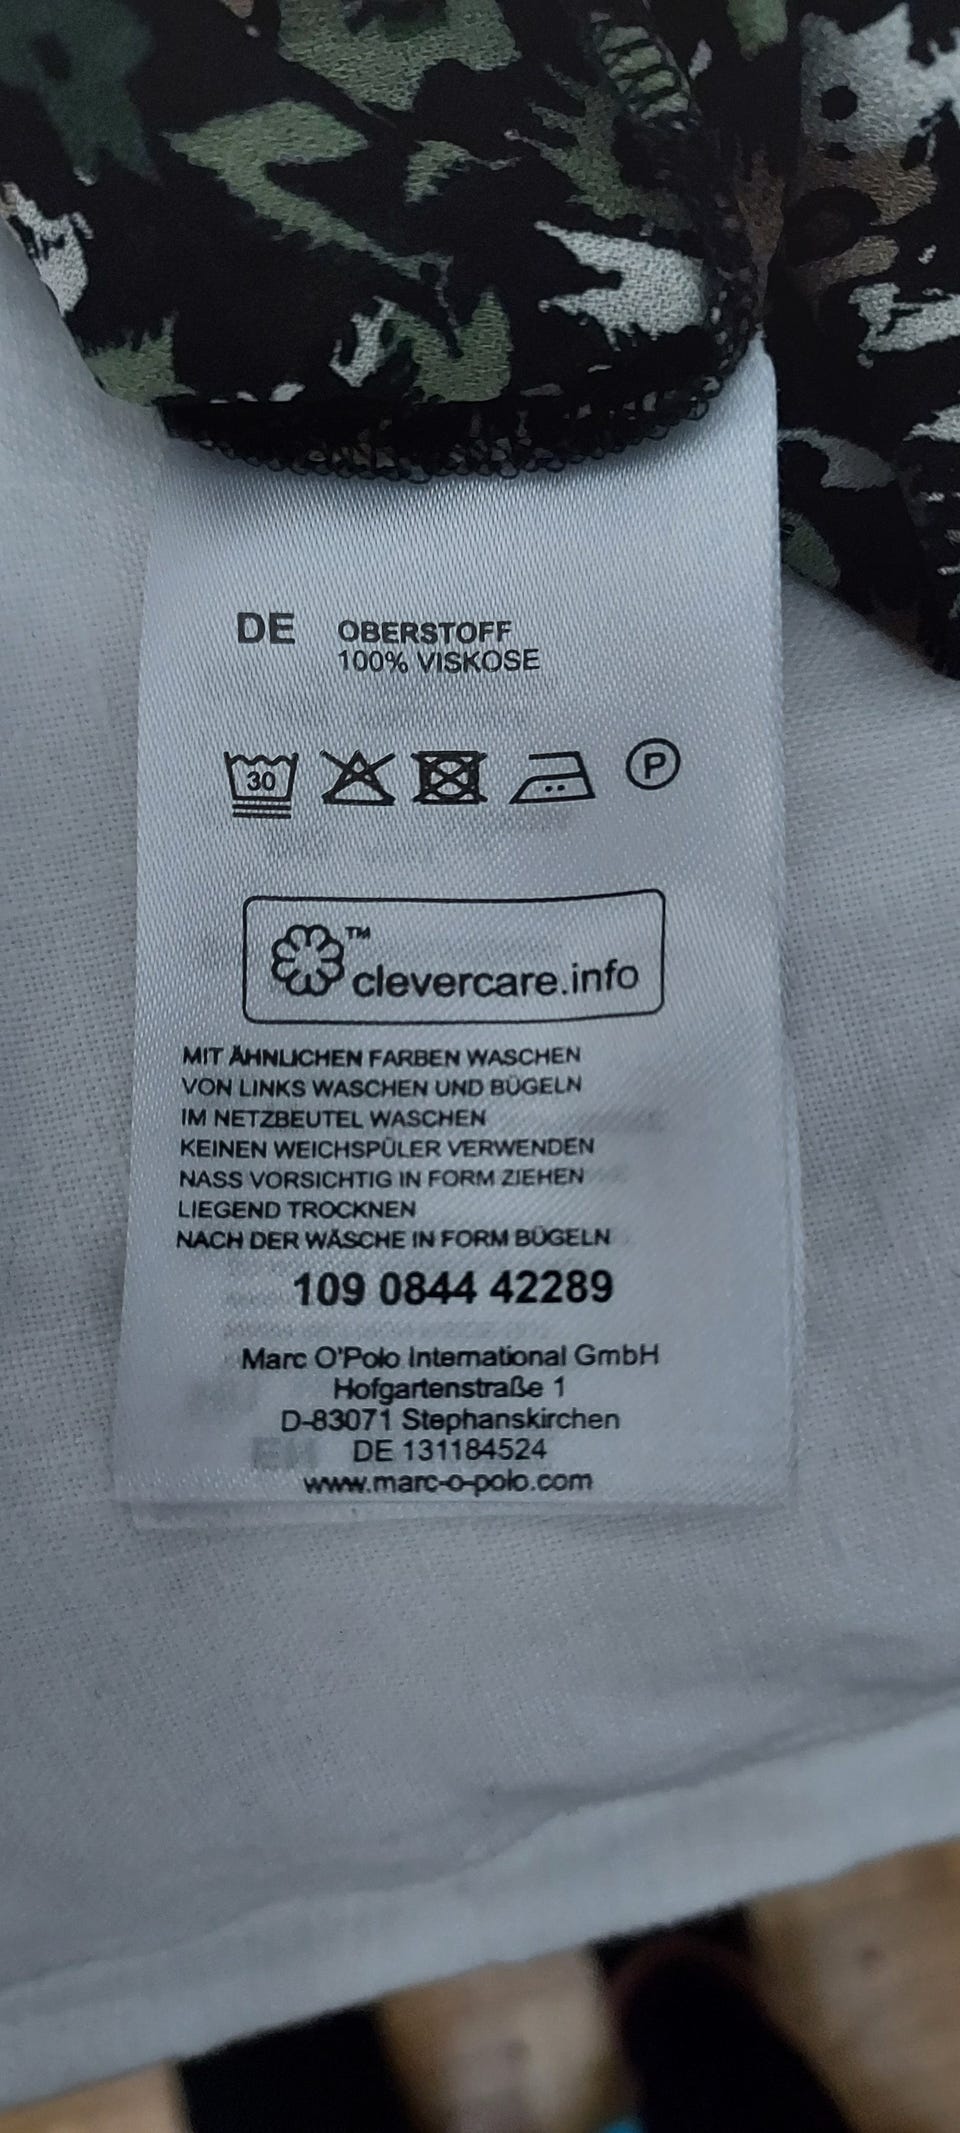 DE OBERSTOFF
100% VISKOSE
30 P
™
clevercare.info
MIT ÄHNLICHEN FARBEN WASCHEN
VON LINKS WASCHEN UND BÜGELN
IM NETZBEUTEL WASCHEN
KEINEN WEICHSPÜLER VERWENDEN
NASS VORSICHTIG IN FORM ZIEHEN
LIEGEND TROCKNEN
NACH DER WÄSCHE IN FORM BÜGELN
109 0844 42289
Marc O'Polo International GmbH
Hofgartenstraße 1
D-83071 Stephanskirchen
DE 131184524
www.marc-o-polo.com